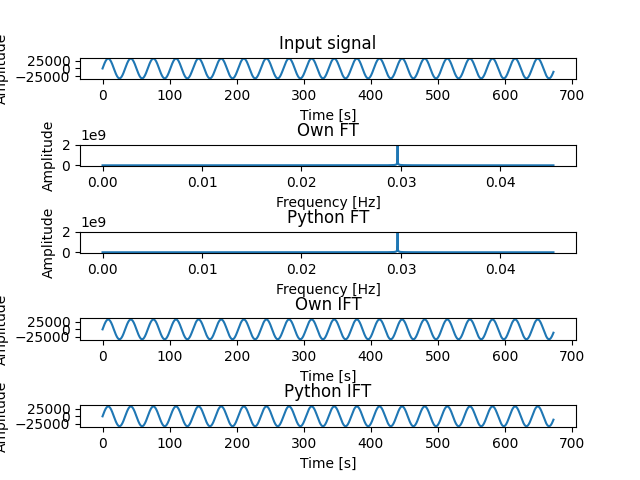 Input signal
Amplitude
25000
0
−25000
0 100 200 300 400 500 600 700
Time [s]
Own FT
1e9
Amplitude
2
0
0.00 0.01 0.02 0.03 0.04
Frequency [Hz]
Python FT
1e9
Amplitude
2
0
0.00 0.01 0.02 0.03 0.04
Frequency [Hz]
Own IFT
Amplitude
25000
0
−25000
0 100 200 300 400 500 600 700
Time [s]
Python IFT
Amplitude
25000
0
−25000
0 100 200 300 400 500 600 700
Time [s]